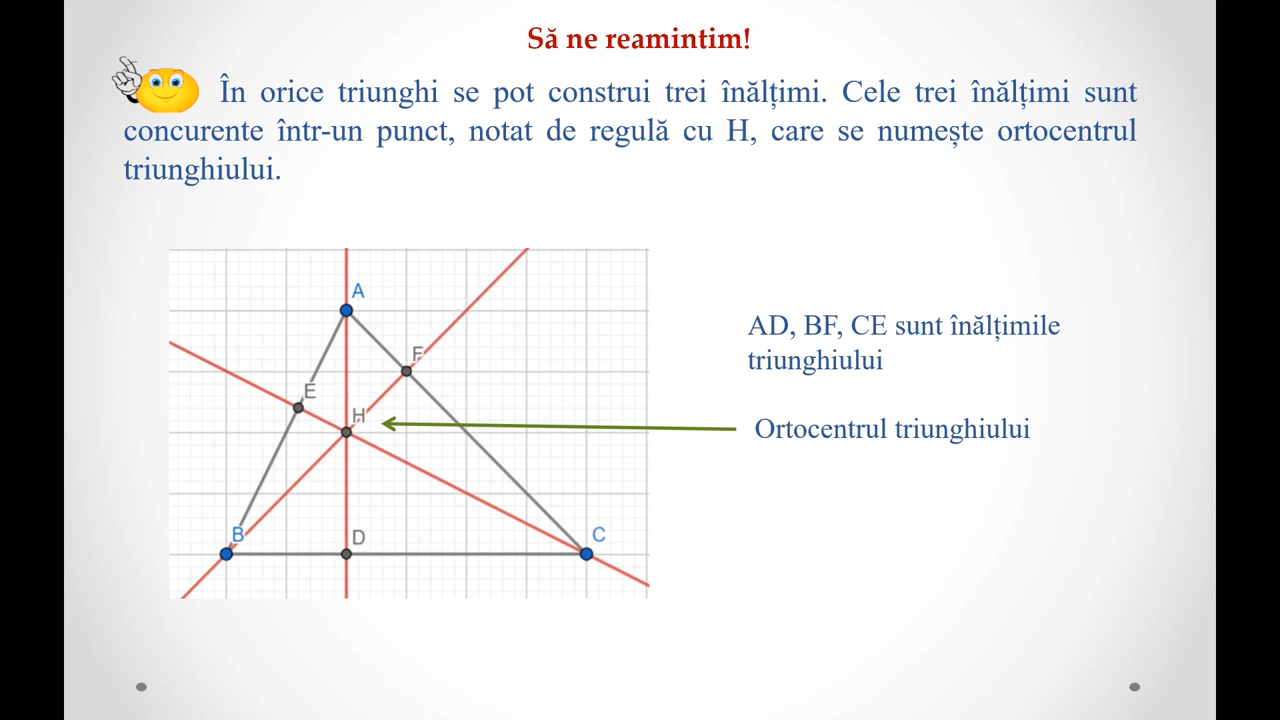 Să ne reamintim!
În orice triunghi se pot construi trei înălțimi. Cele trei înălțimi sunt
concurente într-un punct, notat de regulă cu H, care se numește ortocentrul
triunghiului.
A
F
E
H
B
D
C
AD, BF, CE sunt înălțimile
triunghiului
Ortocentrul triunghiului